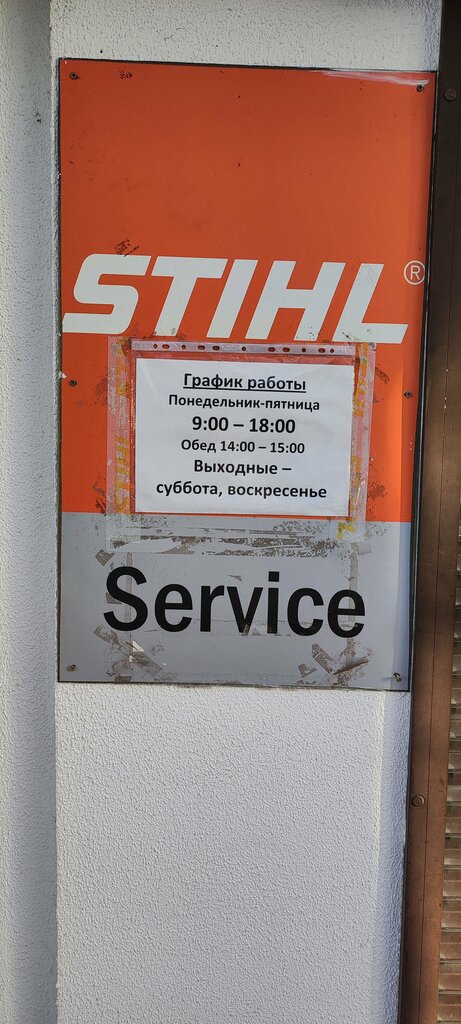 STIHL®
График работы
Понедельник-пятница
9:00 – 18:00
Обед 14:00 – 15:00
Выходные –
суббота, воскресенье
Service